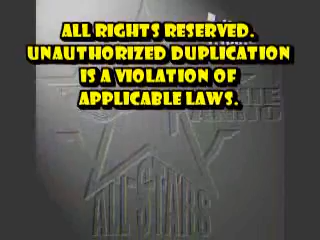 ALL RIGHTS RESERVED.
UNAUTHORIZED DUPLICATION
IS A VIOLATION OF
APPLICABLE LAWS.
ALL STARS